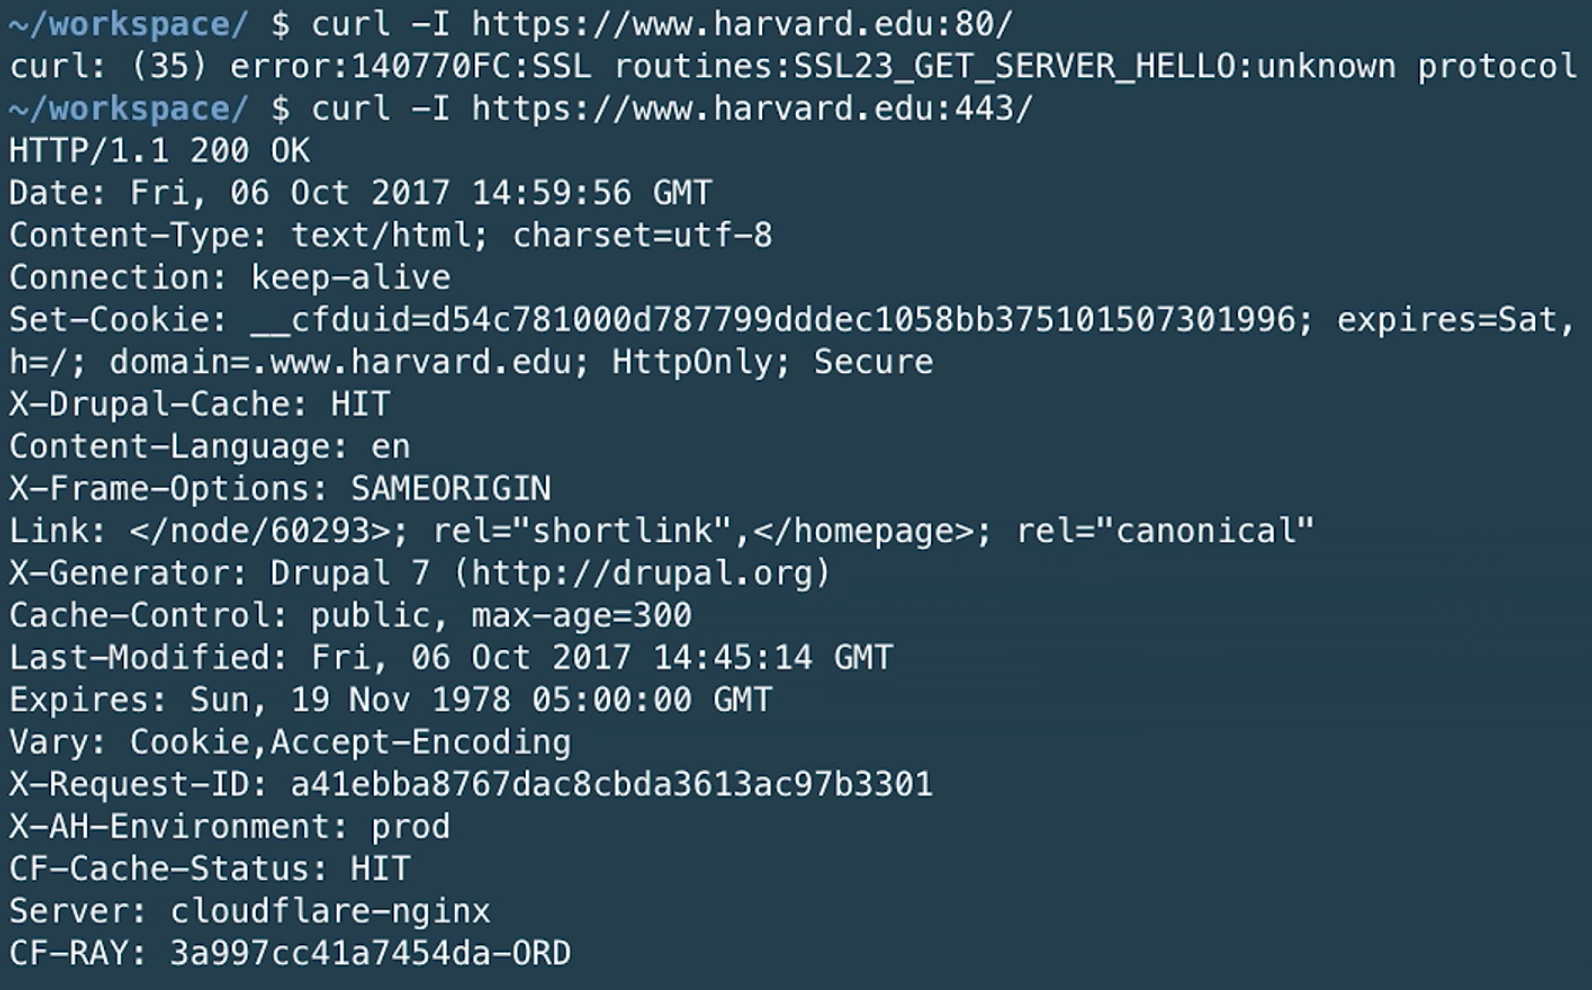 ~/workspace/ $ curl -I https://www.harvard.edu:80/
curl: (35) error:140770FC:SSL routines:SSL23_GET_SERVER_HELLO:unknown protocol
~/workspace/ $ curl -I https://www.harvard.edu:443/
HTTP/1.1 200 OK
Date: Fri, 06 Oct 2017 14:59:56 GMT
Content-Type: text/html; charset=utf-8
Connection: keep-alive
Set-Cookie: __cfduid=d54c781000d787799dddec1058bb375101507301996; expires=Sat,
h=/; domain=.www.harvard.edu; HttpOnly; Secure
X-Drupal-Cache: HIT
Content-Language: en
X-Frame-Options: SAMEORIGIN
Link: </node/60293>; rel="shortlink",</homepage>; rel="canonical"
X-Generator: Drupal 7 (http://drupal.org)
Cache-Control: public, max-age=300
Last-Modified: Fri, 06 Oct 2017 14:45:14 GMT
Expires: Sun, 19 Nov 1978 05:00:00 GMT
Vary: Cookie,Accept-Encoding
X-Request-ID: a41ebba8767dac8cbda3613ac97b3301
X-AH-Environment: prod
CF-Cache-Status: HIT
Server: cloudflare-nginx
CF-RAY: 3a997cc41a7454da-ORD